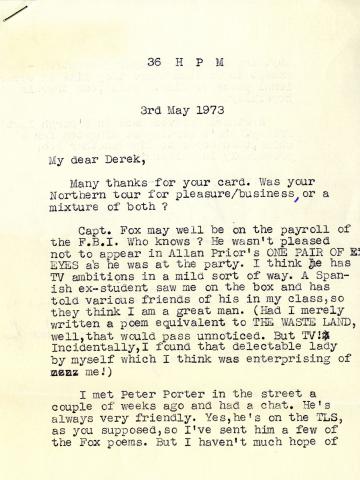 36 H P M
3rd May 1973
My dear Derek,
Many thanks for your card. Was your
Northern tour for pleasure/business, or a
mixture of both ?
Capt. Fox may well be on the payroll of
the F.B.I. Who knows ? He wasn't pleased
not to appear in Allan Prior's ONE PAIR OF
EYES as he was at the party. I think he has
TV ambitions in a mild sort of way. A Span-
ish ex-student saw me on the box and has
told various friends of his in my class,so
they think I am a great man. (Had I merely
written a poem equivalent to THE WASTE LAND,
well,that would pass unnoticed. But TV!
Incidentally,I found that delectable lady
by myself which I think was enterprising of
me!)
I met Peter Porter in the street a
couple of weeks ago and had a chat. He's
always very friendly. Yes,he's on the TLS,
as you supposed,so I've sent him a few of
the Fox poems. But I haven't much hope of